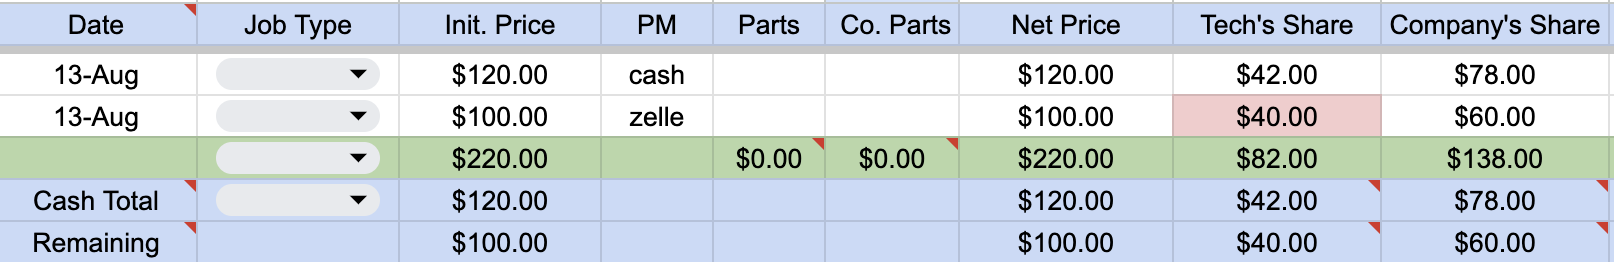 Date Job Type Init. Price PM Parts Co. Parts Net Price Tech's Share Company's Share
13-Aug $120.00 cash $120.00 $42.00 $78.00
13-Aug $100.00 zelle $100.00 $40.00 $60.00
$220.00 $0.00 $0.00 $220.00 $82.00 $138.00
Cash Total $120.00 $120.00 $42.00 $78.00
Remaining $100.00 $100.00 $40.00 $60.00